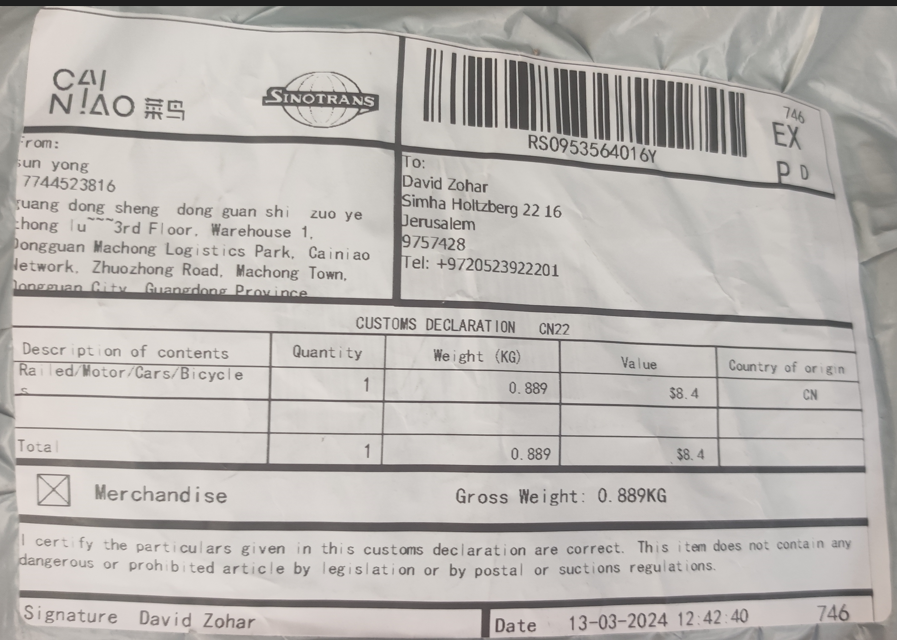 CAI
NIAO 菜鸟
SINOTRANS
RS0953564016Y
746
EX
P D
From:
un yong
7744523816
guang dong sheng dong guan shi zuo ye
chong lu~~~3rd Floor, Warehouse 1,
Dongguan Machong Logistics Park, Cainiao
Network, Zhuozhong Road, Machong Town,
Dongguan City, Guangdong Province
To:
David Zohar
Simha Holtzberg 22 16
Jerusalem
9757428
Tel: +9720523922201
CUSTOMS DECLARATION CN22
Description of contents Quantity Weight (KG) Value Country of origin
Railed/Motor/Cars/Bicycle 1 0.889 $8.4 CN
s
Total 1 0.889 $8.4
Merchandise Gross Weight: 0.889KG
I certify the particulars given in this customs declaration are correct. This item does not contain any
dangerous or prohibited article by legislation or by postal or suctions regulations.
Signature David Zohar Date 13-03-2024 12:42:40 746